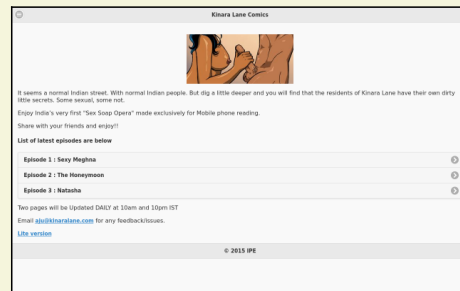 Kinara Lane Comics
It seems a normal Indian street. With normal Indian people. But dig a little deeper and you will find that the residents of Kinara Lane have their own dirty
little secrets. Some sexual, some not.
Enjoy India's very first "Sex Soap Opera" made exclusively for Mobile phone reading.
Share with your friends and enjoy!!
List of latest episodes are below
Episode 1 : Sexy Meghna
Episode 2 : The Honeymoon
Episode 3 : Natasha
Two pages will be Updated DAILY at 10am and 10pm IST
Email aju@kinaralane.com for any feedback/issues.
Lite version
© 2015 IPE